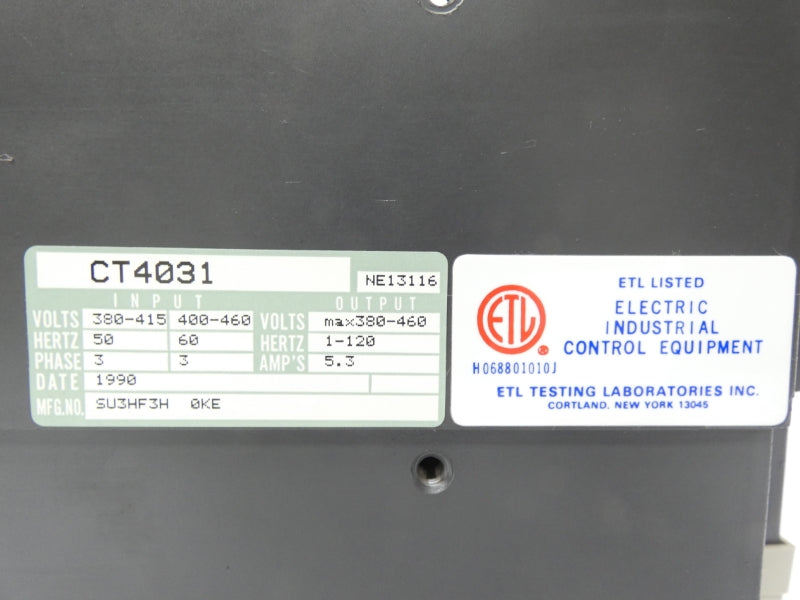 CT4031
NE13116
INPUT OUTPUT
VOLTS 380-415 400-460 VOLTS max380-460
HERTZ 50 60 HERTZ 1-120
PHASE 3 3 AMP'S 5.3
DATE 1990
MFG.NO. SU3HF3H 0KE
ETL LISTED
ETL
ELECTRIC
INDUSTRIAL
CONTROL EQUIPMENT
H068801010J
ETL TESTING LABORATORIES INC.
CORTLAND, NEW YORK 13045